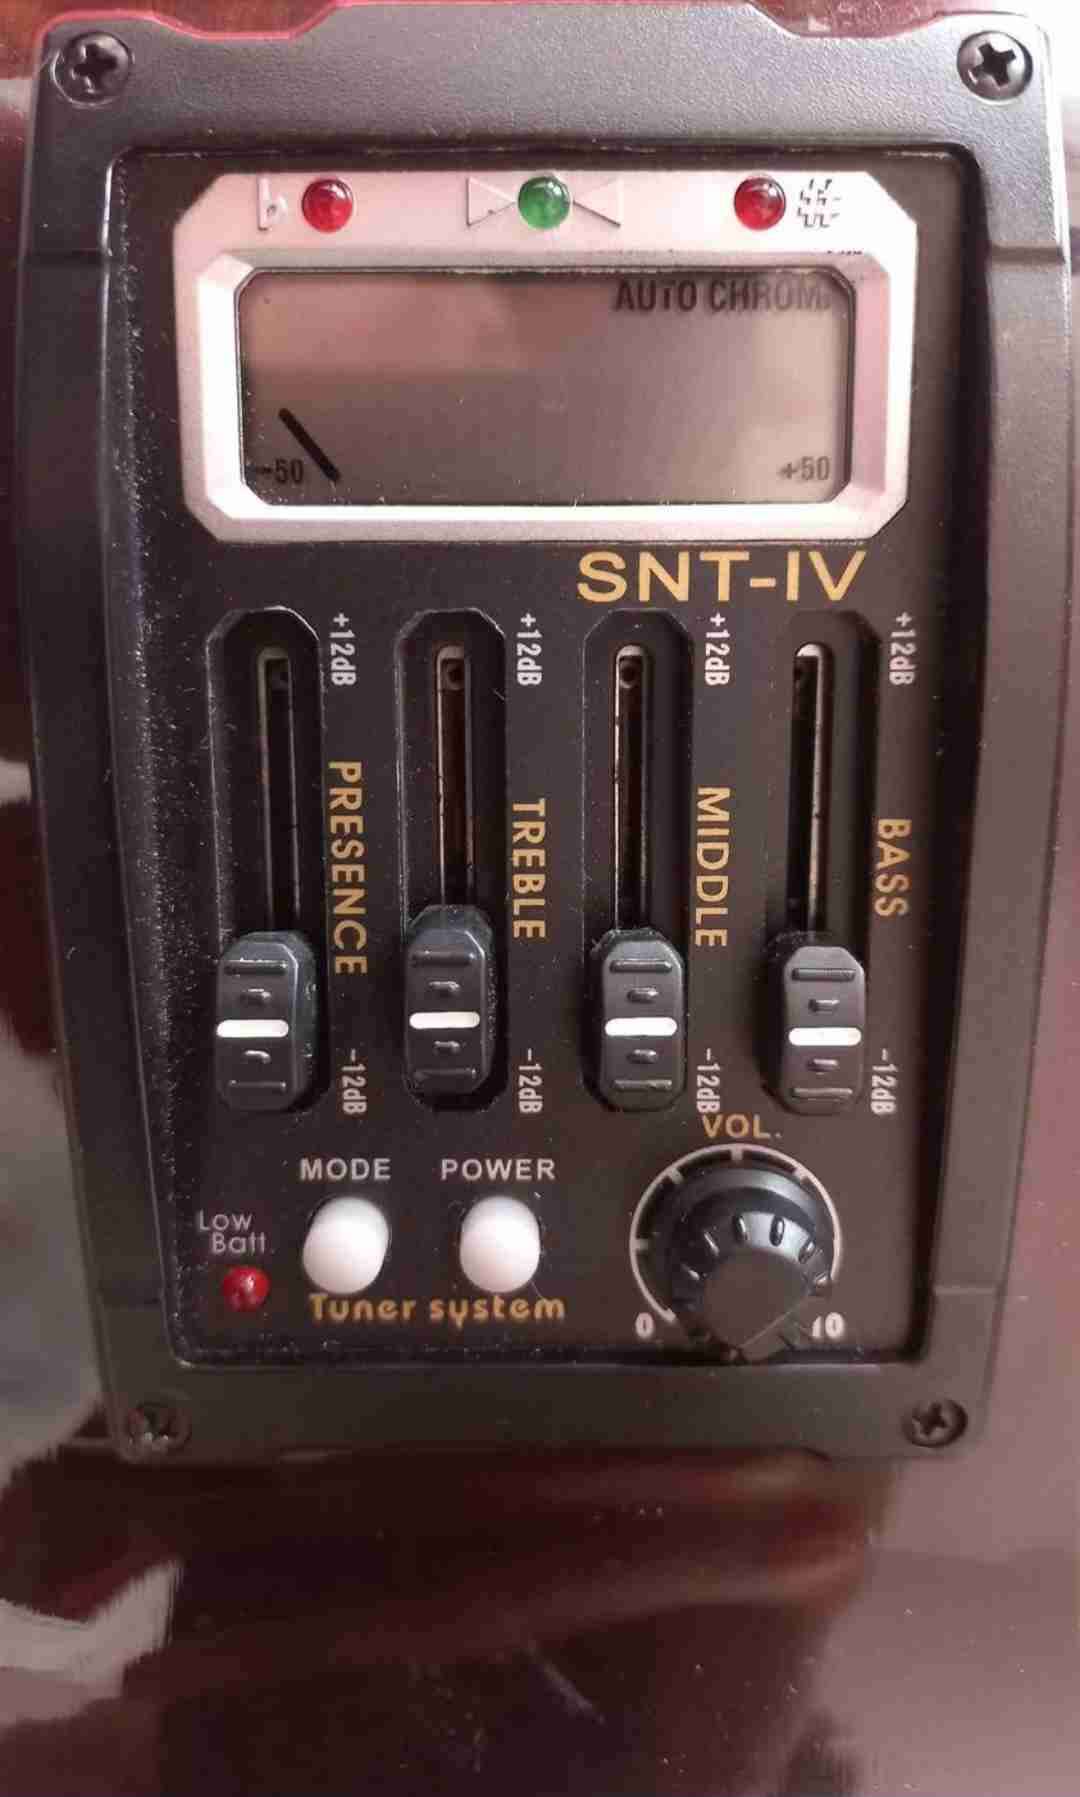 ♭ #
AUTO CHROM.
-50 +50
SNT-IV
+12dB +12dB +12dB +12dB
PRESENCE TREBLE MIDDLE BASS
-12dB -12dB -12dB -12dB
VOL.
MODE POWER
Low
Batt
Tuner system
0 10